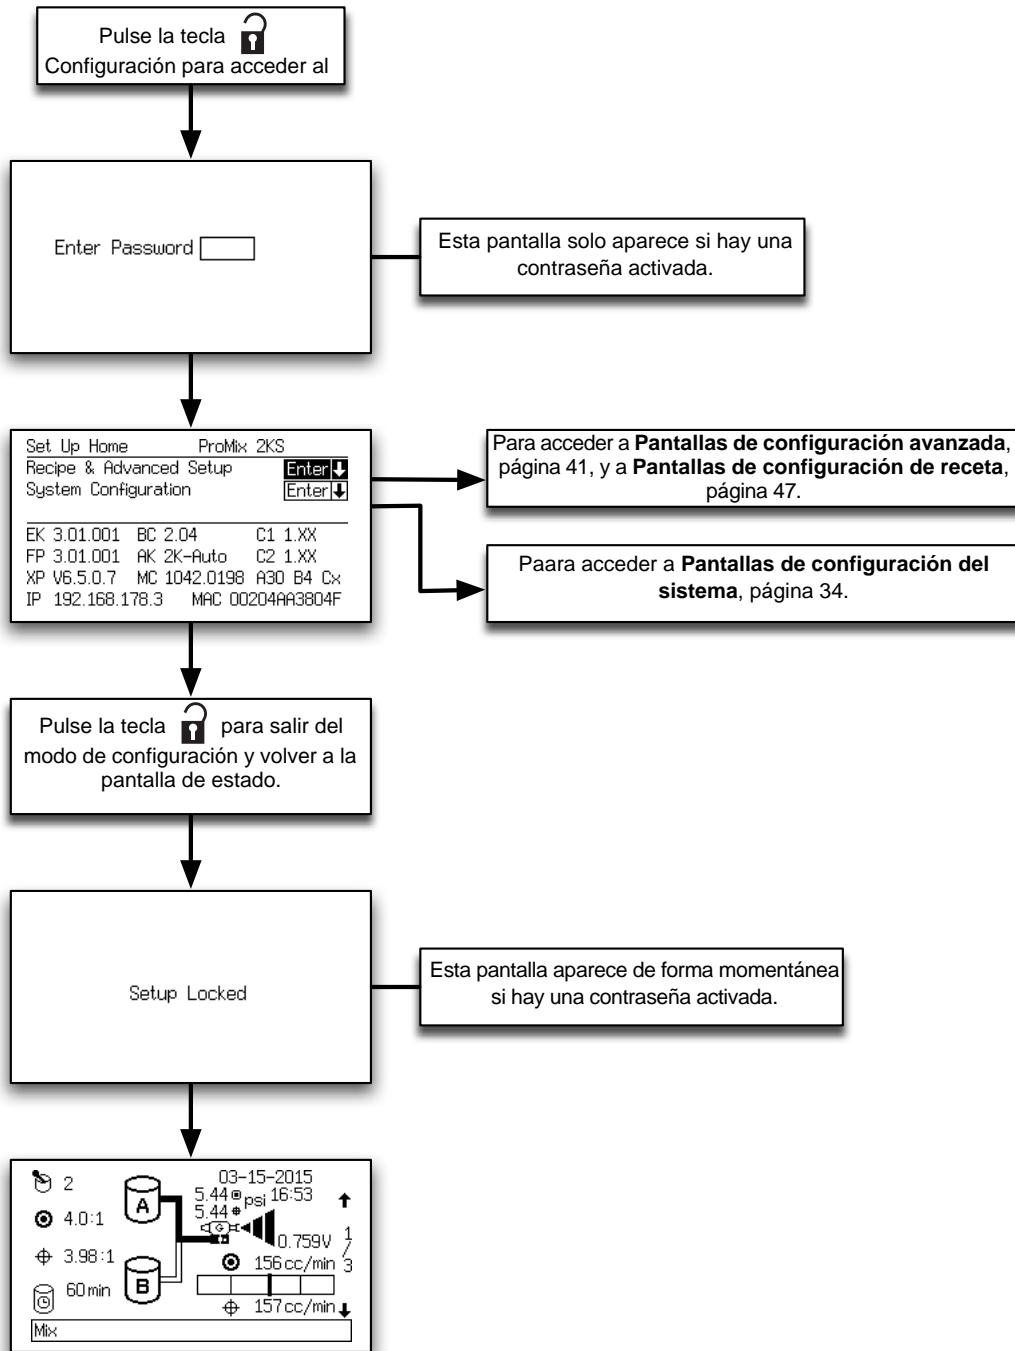 Pulse la tecla
Configuración para acceder al
Enter Password
Esta pantalla solo aparece si hay una
contraseña activada.
Set Up Home ProMix 2KS
Recipe & Advanced Setup Enter
System Configuration Enter
EK 3.01.001 BC 2.04 C1 1.XX
FP 3.01.001 AK 2K-Auto C2 1.XX
XP V6.5.0.7 MC 1042.0198 A30 B4 Cx
IP 192.168.178.3 MAC 00204AA3804F
Para acceder a Pantallas de configuración avanzada,
página 41, y a Pantallas de configuración de receta,
página 47.
Paara acceder a Pantallas de configuración del
sistema, página 34.
Pulse la tecla para salir del
modo de configuración y volver a la
pantalla de estado.
Setup Locked
Esta pantalla aparece de forma momentánea
si hay una contraseña activada.
2
4.0:1
3.98:1
60 min
A
B
03-15-2015
5.44 psi 16:53
5.44
G
0.759V
1/3
156 cc/min
157 cc/min
Mix